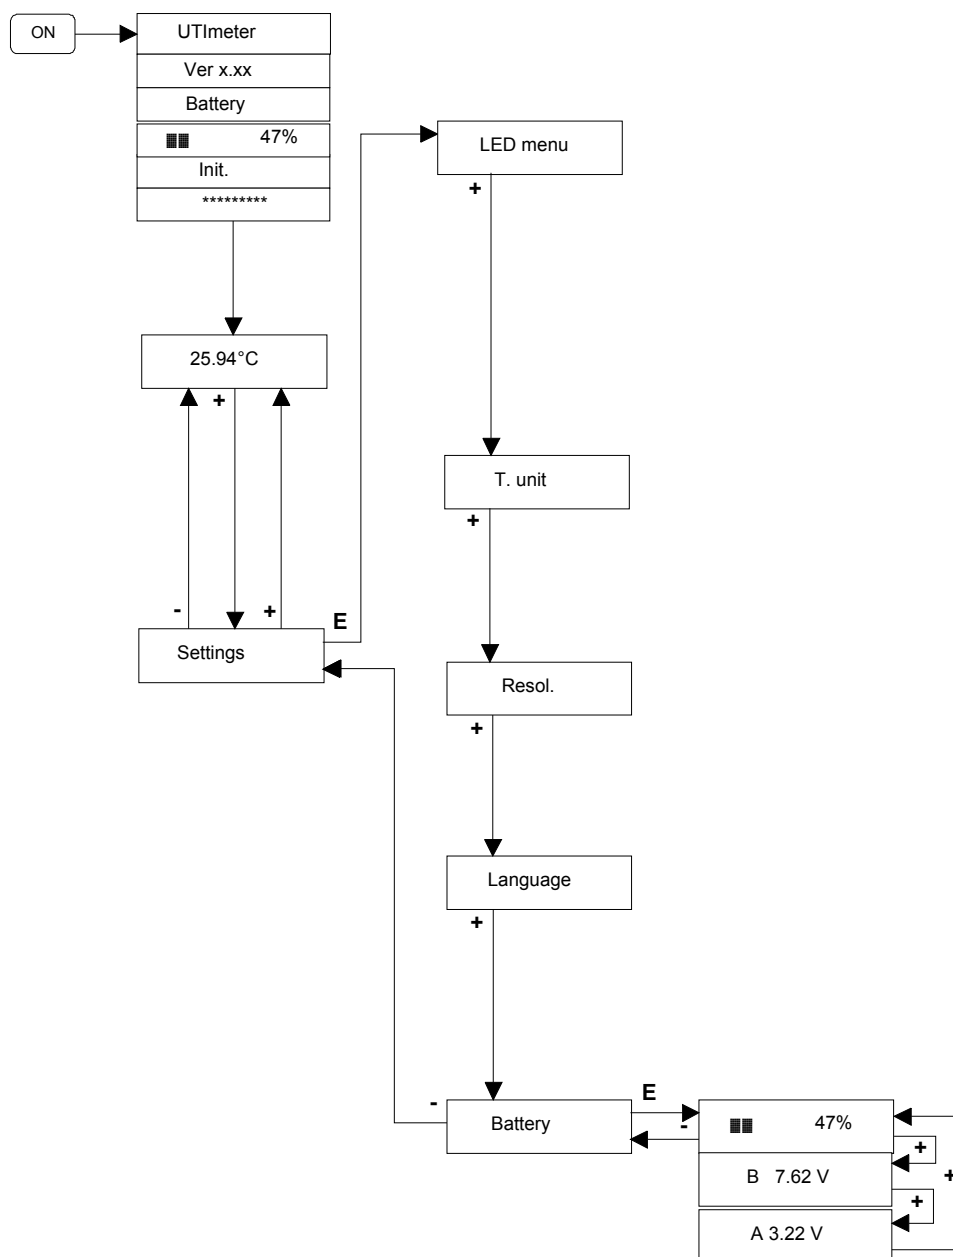 ON
UTImeter
Ver x.xx
Battery
47%
Init.
*********
LED menu
+
25.94°C
+
T. unit
+
-
+
E
Settings
Resol.
+
Language
+
-
Battery
E
-
47%
+
B 7.62 V
+
+
A 3.22 V